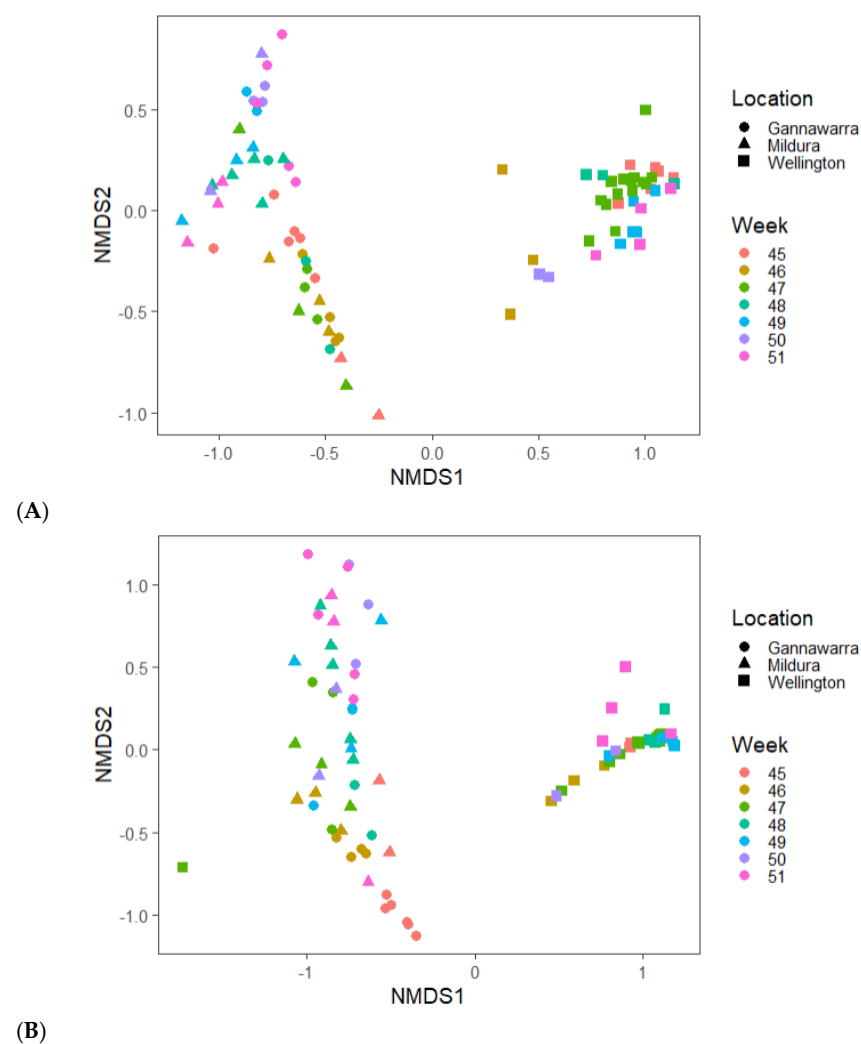 0.5
0.0
-0.5
-1.0
NMDS2
-1.0 -0.5 0.0 0.5 1.0
NMDS1
Location
Gannawarra
Mildura
Wellington
Week
45
46
47
48
49
50
51
(A)
1.0
0.5
0.0
-0.5
-1.0
NMDS2
-1 0 1
NMDS1
Location
Gannawarra
Mildura
Wellington
Week
45
46
47
48
49
50
51
(B)